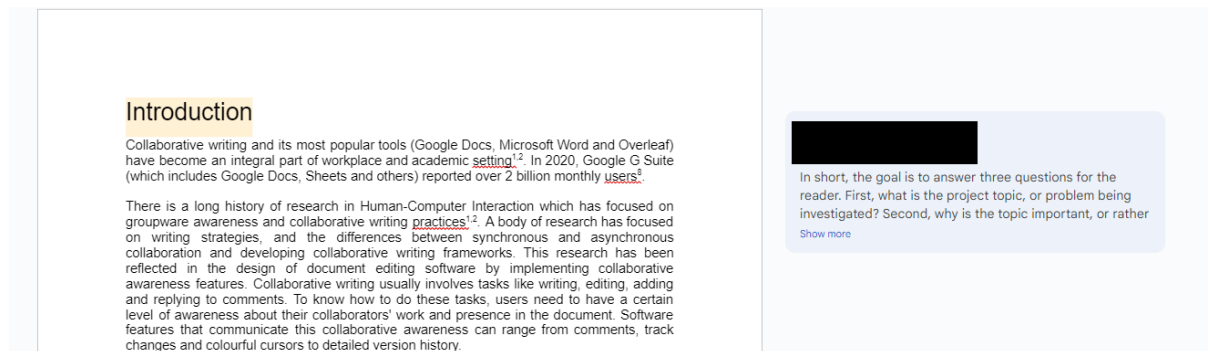 Introduction
Collaborative writing and its most popular tools (Google Docs, Microsoft Word and Overleaf)
have become an integral part of workplace and academic setting¹,². In 2020, Google G Suite
(which includes Google Docs, Sheets and others) reported over 2 billion monthly users⁸.
There is a long history of research in Human-Computer Interaction which has focused on
groupware awareness and collaborative writing practices¹,². A body of research has focused
on writing strategies, and the differences between synchronous and asynchronous
collaboration and developing collaborative writing frameworks. This research has been
reflected in the design of document editing software by implementing collaborative
awareness features. Collaborative writing usually involves tasks like writing, editing, adding
and replying to comments. To know how to do these tasks, users need to have a certain
level of awareness about their collaborators' work and presence in the document. Software
features that communicate this collaborative awareness can range from comments, track
changes and colourful cursors to detailed version history.
In short, the goal is to answer three questions for the
reader. First, what is the project topic, or problem being
investigated? Second, why is the topic important, or rather
Show more